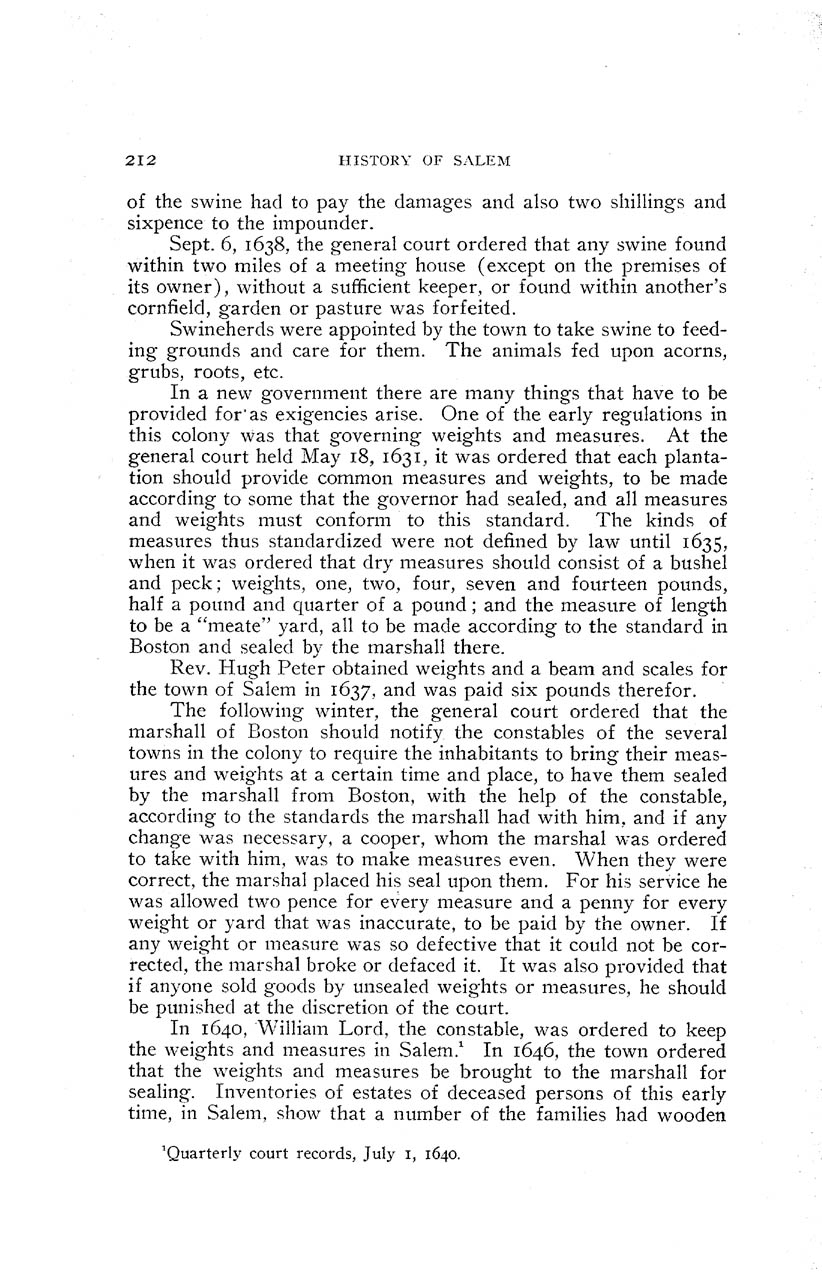 212 HISTORY OF SALEM
of the swine had to pay the damages and also two shillings and
sixpence to the impounder.
Sept. 6, 1638, the general court ordered that any swine found
within two miles of a meeting house (except on the premises of
its owner), without a sufficient keeper, or found within another's
cornfield, garden or pasture was forfeited.
Swineherds were appointed by the town to take swine to feed-
ing grounds and care for them. The animals fed upon acorns,
grubs, roots, etc.
In a new government there are many things that have to be
provided for as exigencies arise. One of the early regulations in
this colony was that governing weights and measures. At the
general court held May 18, 1631, it was ordered that each planta-
tion should provide common measures and weights, to be made
according to some that the governor had sealed, and all measures
and weights must conform to this standard. The kinds of
measures thus standardized were not defined by law until 1635,
when it was ordered that dry measures should consist of a bushel
and peck; weights, one, two, four, seven and fourteen pounds,
half a pound and quarter of a pound; and the measure of length
to be a "meate" yard, all to be made according to the standard in
Boston and sealed by the marshall there.
Rev. Hugh Peter obtained weights and a beam and scales for
the town of Salem in 1637, and was paid six pounds therefor.
The following winter, the general court ordered that the
marshall of Boston should notify the constables of the several
towns in the colony to require the inhabitants to bring their meas-
ures and weights at a certain time and place, to have them sealed
by the marshall from Boston, with the help of the constable,
according to the standards the marshall had with him, and if any
change was necessary, a cooper, whom the marshal was ordered
to take with him, was to make measures even. When they were
correct, the marshal placed his seal upon them. For his service he
was allowed two pence for every measure and a penny for every
weight or yard that was inaccurate, to be paid by the owner. If
any weight or measure was so defective that it could not be cor-
rected, the marshal broke or defaced it. It was also provided that
if anyone sold goods by unsealed weights or measures, he should
be punished at the discretion of the court.
In 1640, William Lord, the constable, was ordered to keep
the weights and measures in Salem.¹ In 1646, the town ordered
that the weights and measures be brought to the marshall for
sealing. Inventories of estates of deceased persons of this early
time, in Salem, show that a number of the families had wooden
¹Quarterly court records, July 1, 1640.